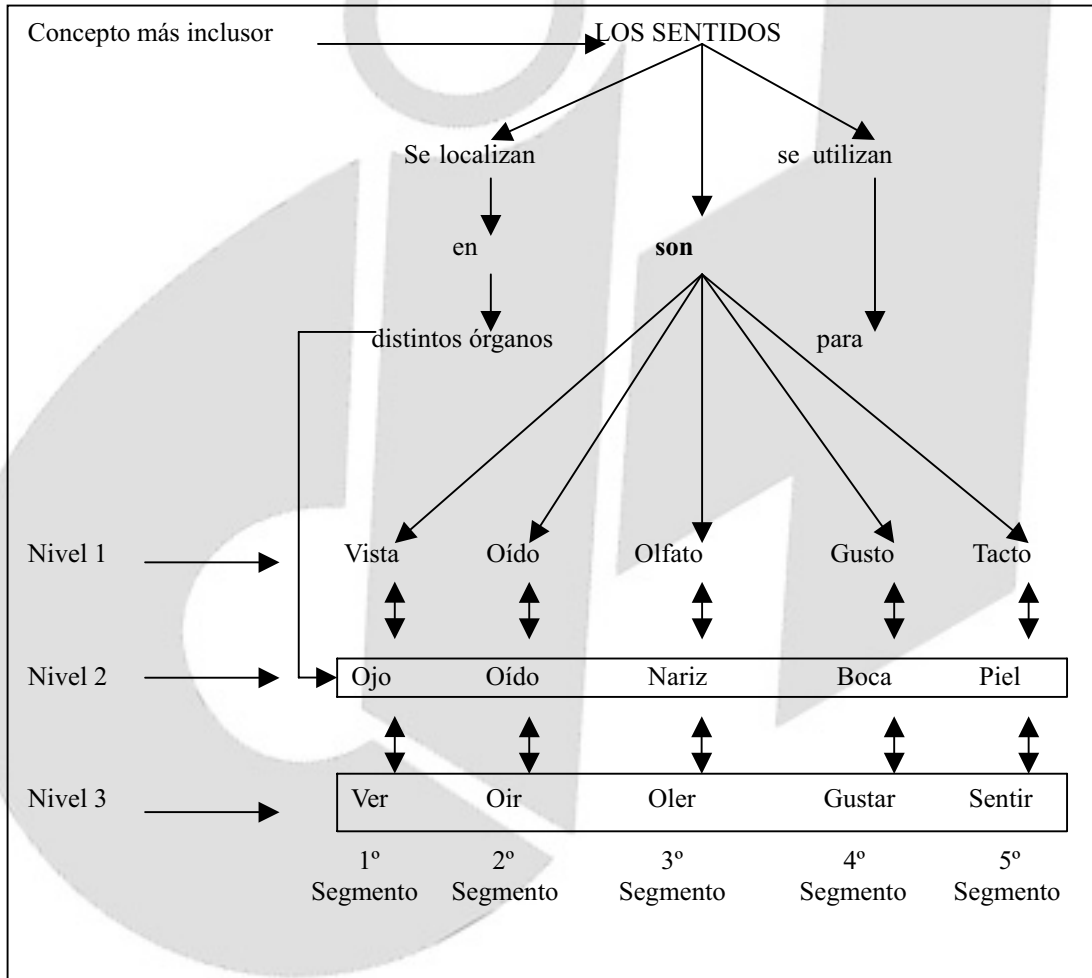 Concepto más inclusor LOS SENTIDOS
Se localizan se utilizan
en son
distintos órganos para
Nivel 1 Vista Oído Olfato Gusto Tacto
Nivel 2 Ojo Oído Nariz Boca Piel
Nivel 3 Ver Oir Oler Gustar Sentir
1º 2º 3º 4º 5º
Segmento Segmento Segmento Segmento Segmento